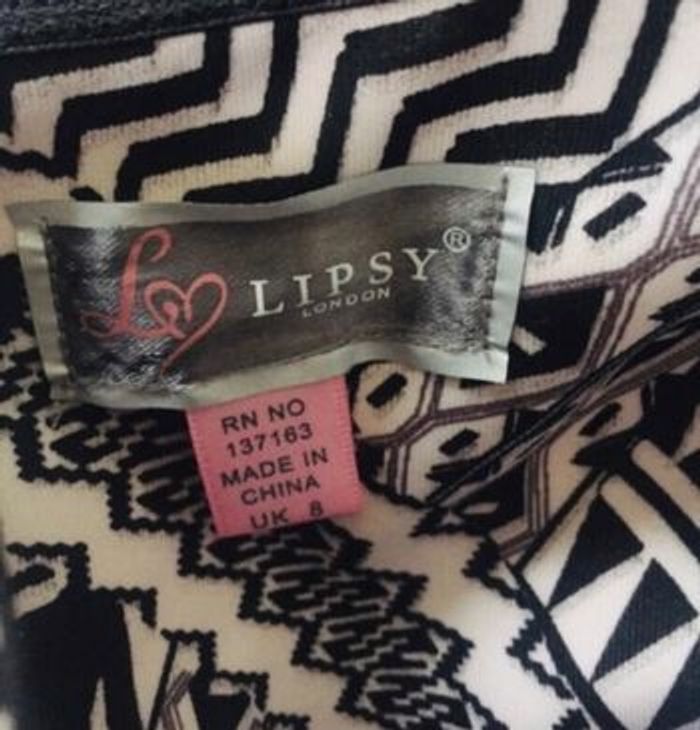 LIPSY®
LONDON
RN NO
137163
MADE IN
CHINA
UK 8